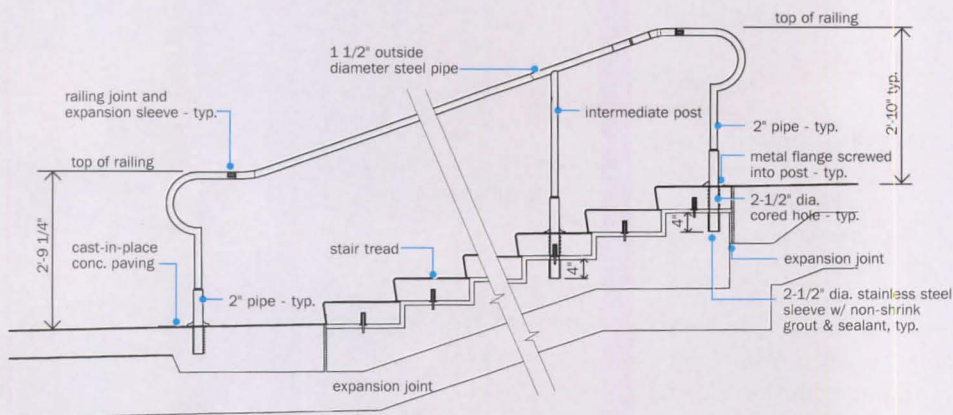 top of railing
1 1/2" outside
diameter steel pipe
railing joint and
expansion sleeve - typ.
intermediate post
2'-10" typ.
2" pipe - typ.
top of railing
metal flange screwed
into post - typ.
2-1/2" dia.
cored hole - typ.
2'-9 1/4"
cast-in-place
conc. paving
stair tread
4"
4"
expansion joint
2" pipe - typ.
2-1/2" dia. stainless steel
sleeve w/ non-shrink
grout & sealant, typ.
expansion joint